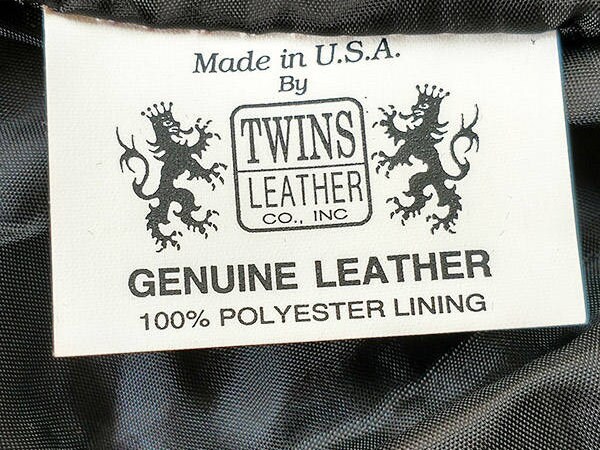 Made in U.S.A.
By
TWINS
LEATHER
CO., INC
GENUINE LEATHER
100% POLYESTER LINING